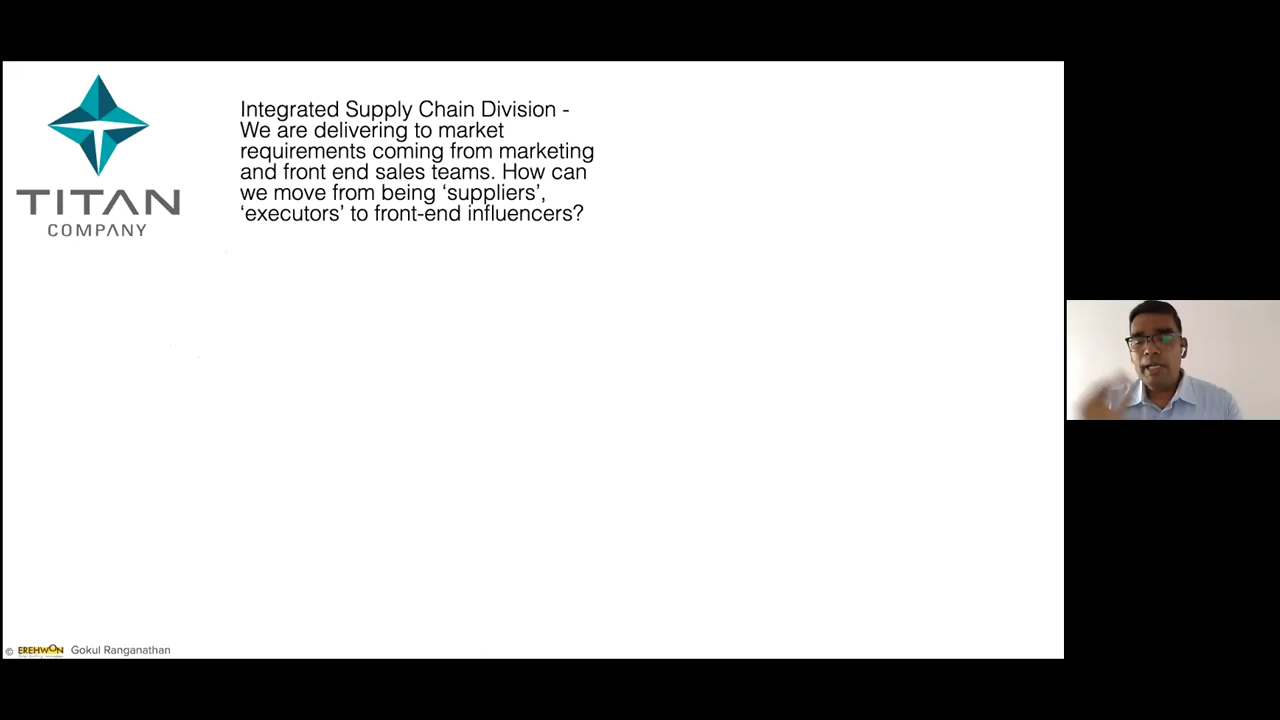 TITAN
COMPANY
Integrated Supply Chain Division -
We are delivering to market
requirements coming from marketing
and front end sales teams. How can
we move from being ‘suppliers’,
‘executors’ to front-end influencers?
© EREHWON Gokul Ranganathan